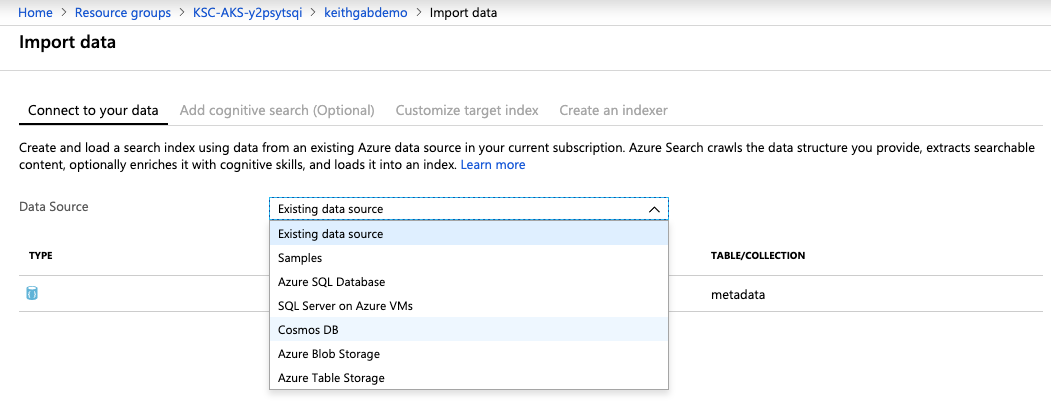 Home > Resource groups > KSC-AKS-y2psytsqi > keithgabdemo > Import data
Import data
Connect to your data Add cognitive search (Optional) Customize target index Create an indexer
Create and load a search index using data from an existing Azure data source in your current subscription. Azure Search crawls the data structure you provide, extracts searchable
content, optionally enriches it with cognitive skills, and loads it into an index. Learn more
Data Source Existing data source
Existing data source
TYPE TABLE/COLLECTION
Samples
Azure SQL Database
metadata
SQL Server on Azure VMs
Cosmos DB
Azure Blob Storage
Azure Table Storage